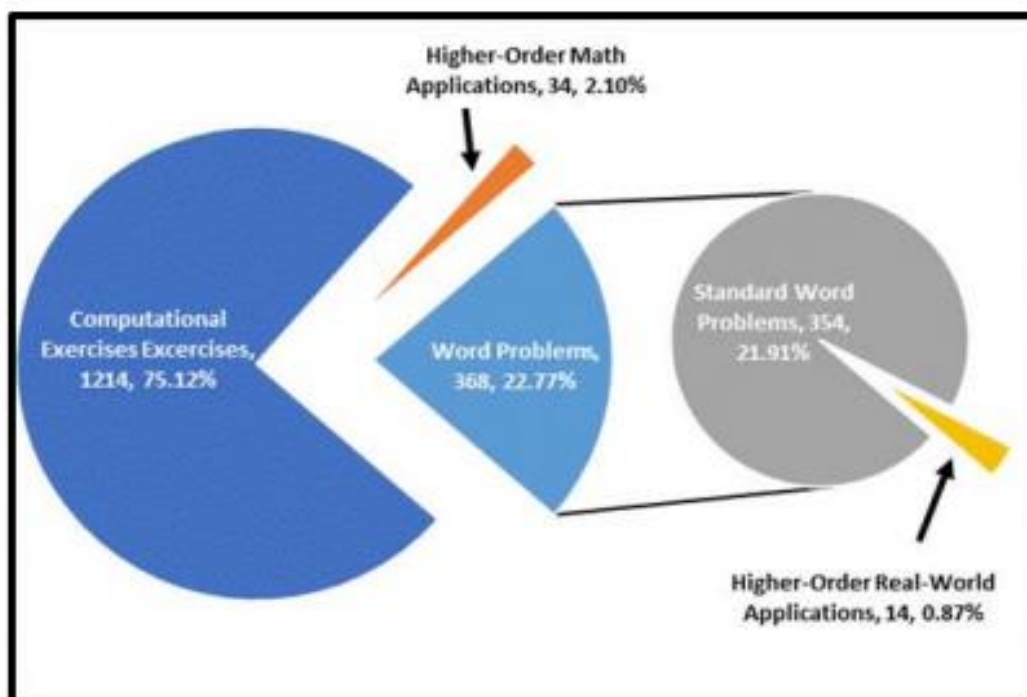 Higher-Order Math
Applications, 34, 2.10%
Computational
Exercises Excercises,
1214, 75.12%
Word Problems,
368, 22.77%
Standard Word
Problems, 354,
21.91%
Higher-Order Real-World
Applications, 14, 0.87%